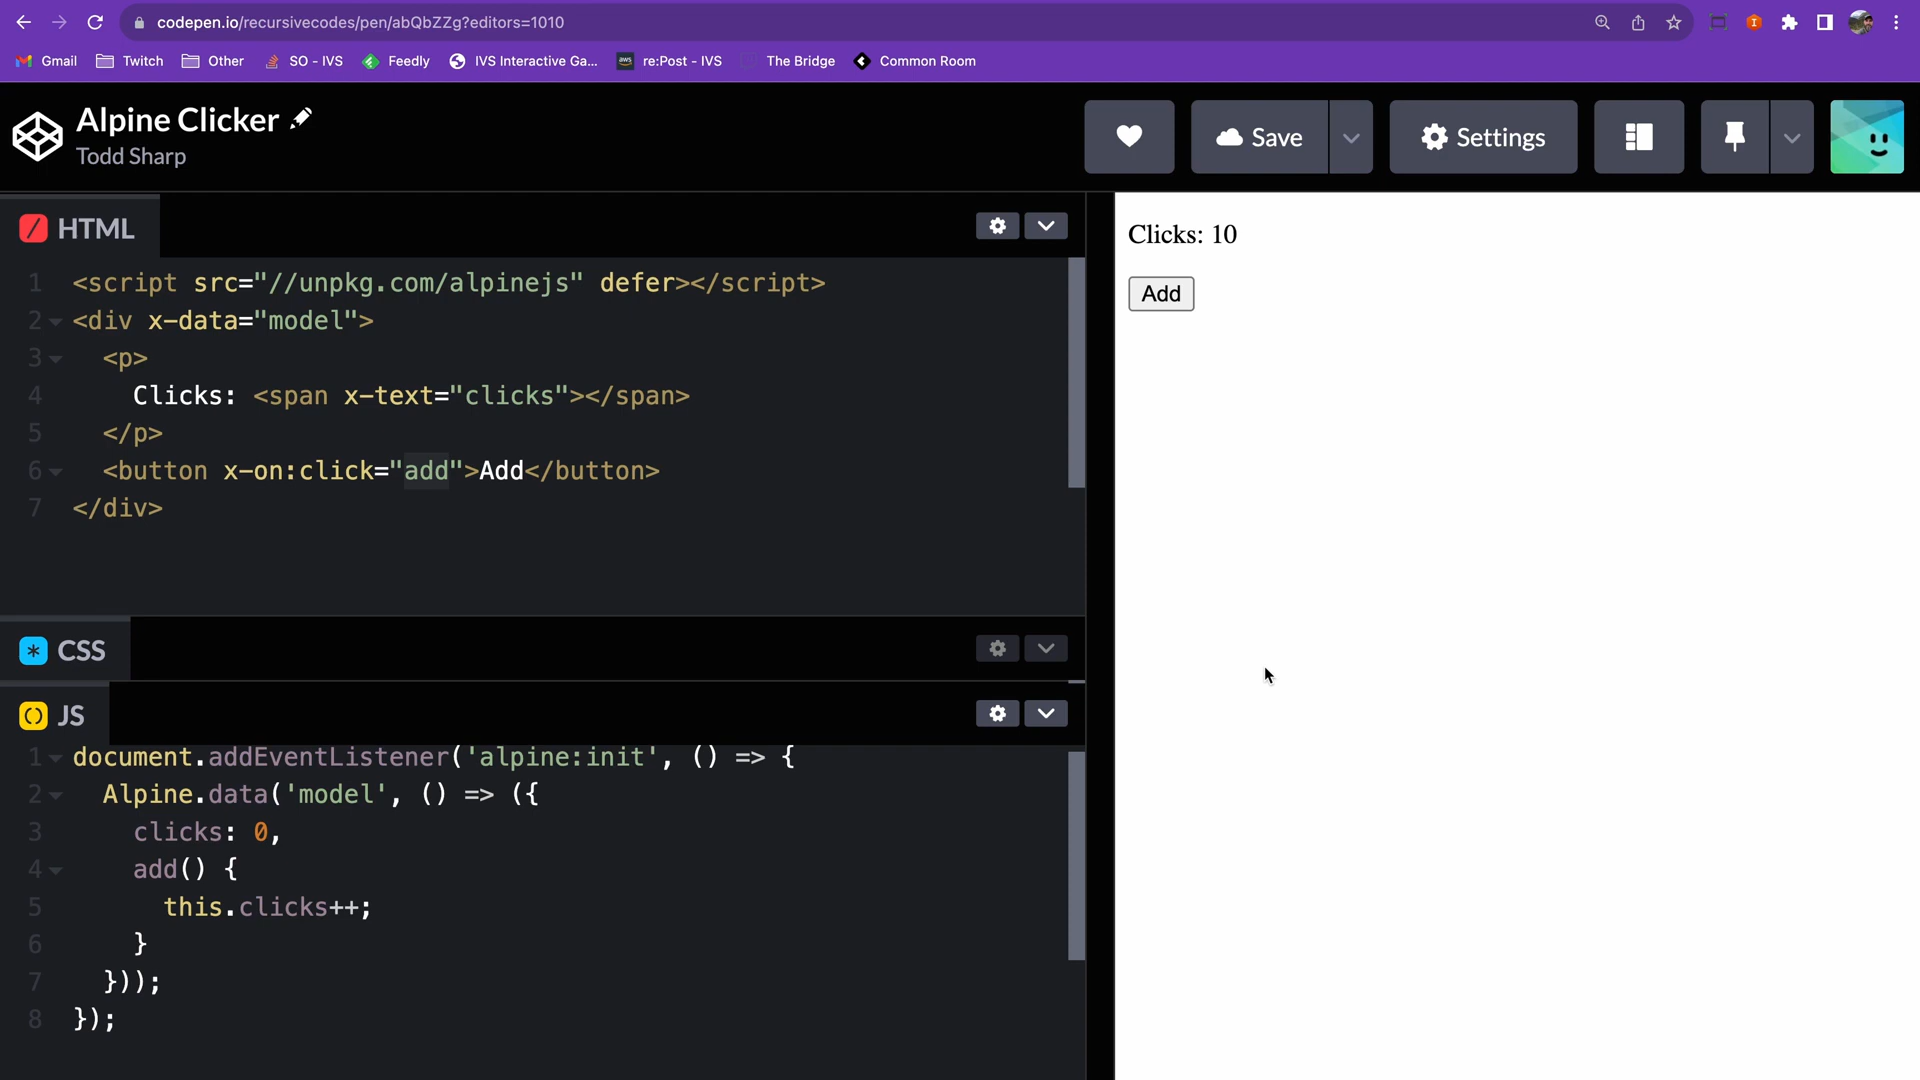 codepen.io/recursivecodes/pen/abQbZZg?editors=1010
Gmail Twitch Other SO - IVS Feedly IVS Interactive Ga... aws re:Post - IVS The Bridge Common Room
Alpine Clicker
Todd Sharp
Save
Settings
HTML
1 <script src="//unpkg.com/alpinejs" defer></script>
2 <div x-data="model">
3 <p>
4 Clicks: <span x-text="clicks"></span>
5 </p>
6 <button x-on:click="add">Add</button>
7 </div>
CSS
JS
1 document.addEventListener('alpine:init', () => {
2 Alpine.data('model', () => ({
3 clicks: 0,
4 add() {
5 this.clicks++;
6 }
7 }));
8 });
Clicks: 10
Add